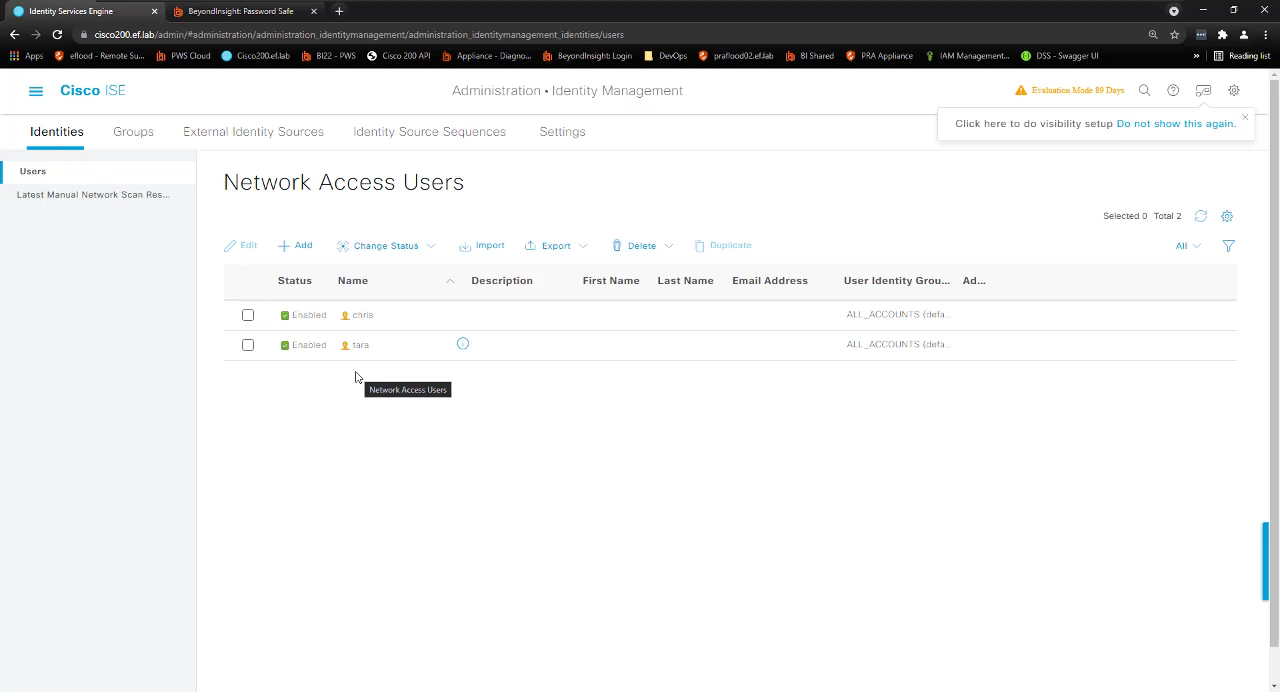 Identity Services Engine
BeyondInsight: Password Safe
cisco200.ef.lab/admin/#administration/administration_identitymanagement/administration_identitymanagement_identities/users
Apps
eflood - Remote Su...
PWS Cloud
Cisco200.ef.lab
BI22 - PWS
Cisco 200 API
Appliance - Diagno...
BeyondInsight: Login
DevOps
praflood02.ef.lab
BI Shared
PRA Appliance
IAM Management...
DSS - Swagger UI
»
Reading list
Cisco ISE
Administration • Identity Management
Evaluation Mode 89 Days
Click here to do visibility setup Do not show this again.
Identities
Groups
External Identity Sources
Identity Source Sequences
Settings
Users
Latest Manual Network Scan Res...
Network Access Users
Selected 0 Total 2
Edit
Add
Change Status
Import
Export
Delete
Duplicate
All
Status Name Description First Name Last Name Email Address User Identity Grou... Ad...
Enabled chris ALL_ACCOUNTS (defa...
Enabled tara ALL_ACCOUNTS (defa...
Network Access Users